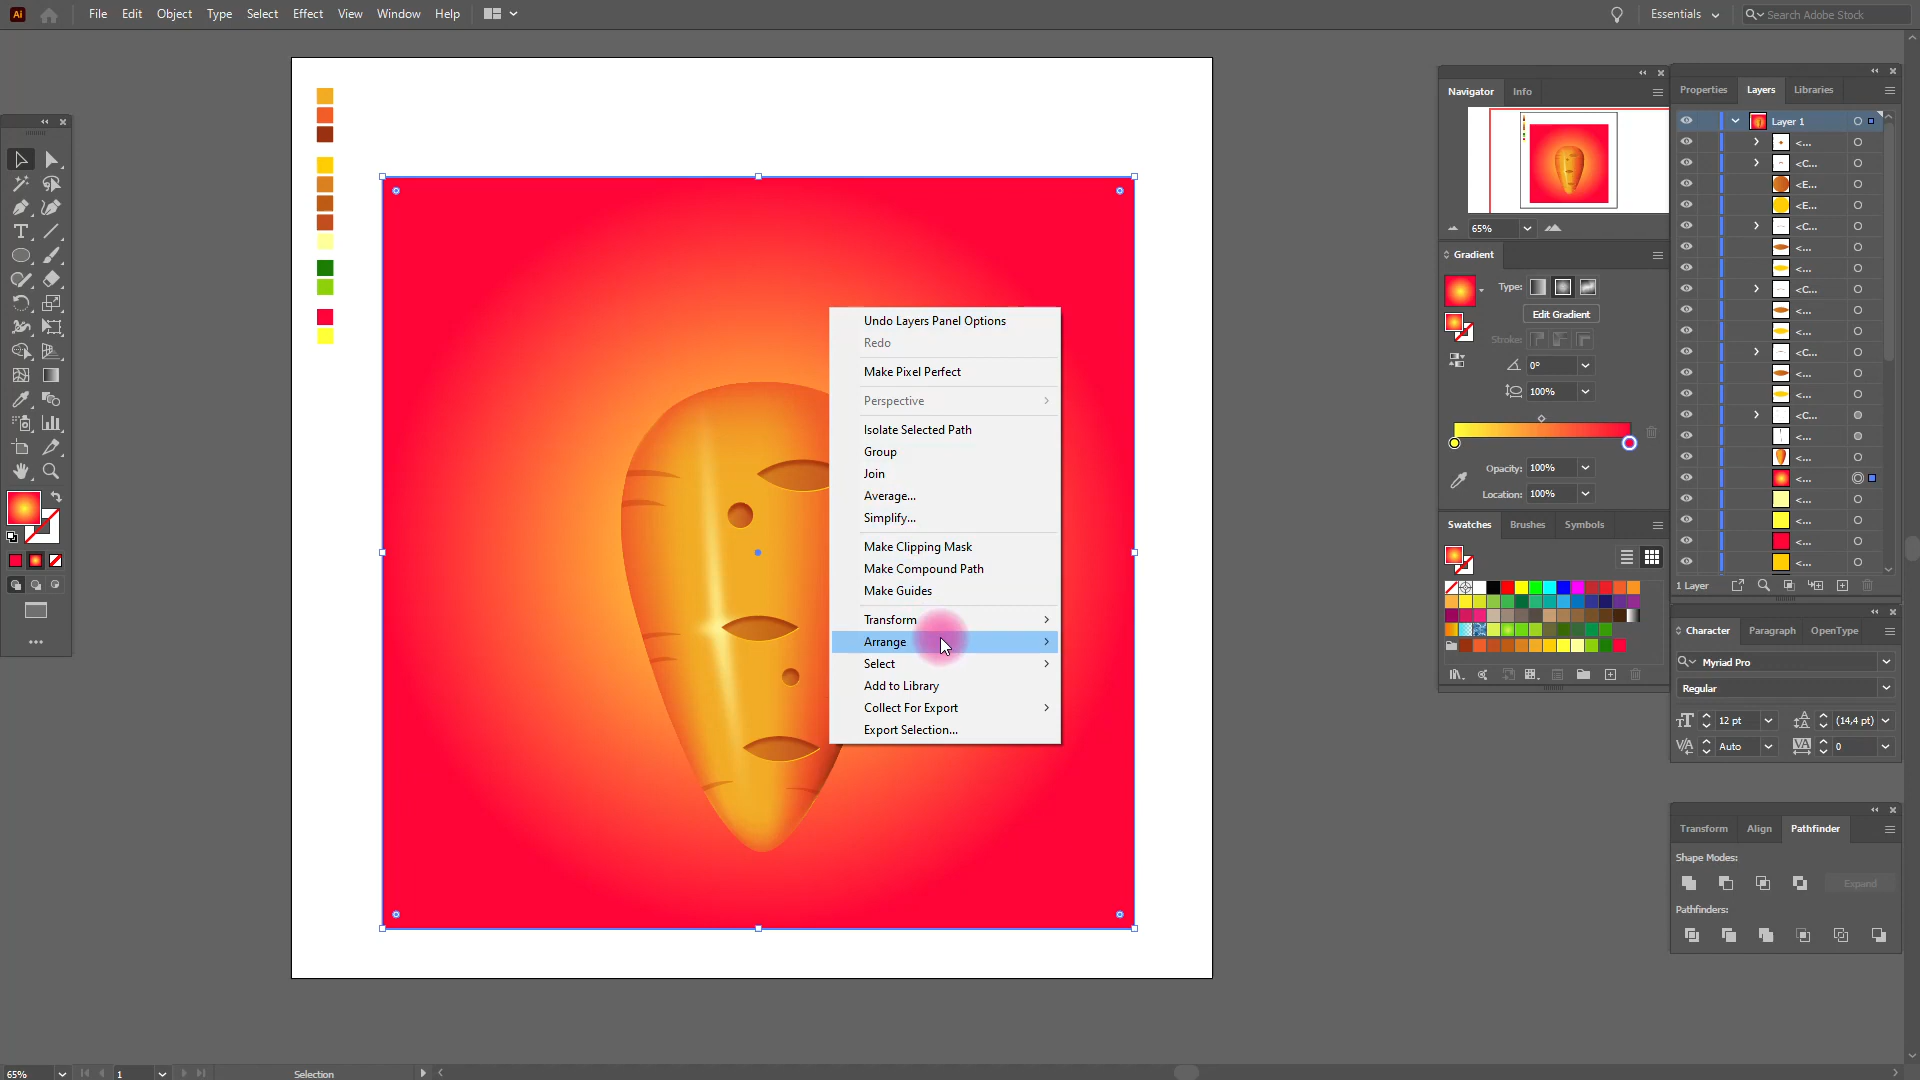 Ai File Edit Object Type Select Effect View Window Help
Essentials
Search Adobe Stock
Navigator Info
65%
Gradient
Type:
Edit Gradient
Stroke:
0°
100%
Opacity: 100%
Location: 100%
Swatches Brushes Symbols
Properties Layers Libraries
Layer 1
<...
<C...
<E...
<E...
<C...
<...
<...
<C...
<...
<...
<C...
<...
<...
<C...
<...
<...
<...
<...
<...
<...
<...
1 Layer
Character Paragraph OpenType
Myriad Pro
Regular
12 pt (14,4 pt)
Auto 0
Transform Align Pathfinder
Shape Modes:
Expand
Pathfinders:
Undo Layers Panel Options
Redo
Make Pixel Perfect
Perspective
Isolate Selected Path
Group
Join
Average...
Simplify...
Make Clipping Mask
Make Compound Path
Make Guides
Transform
Arrange
Select
Add to Library
Collect For Export
Export Selection...
65% 1 Selection